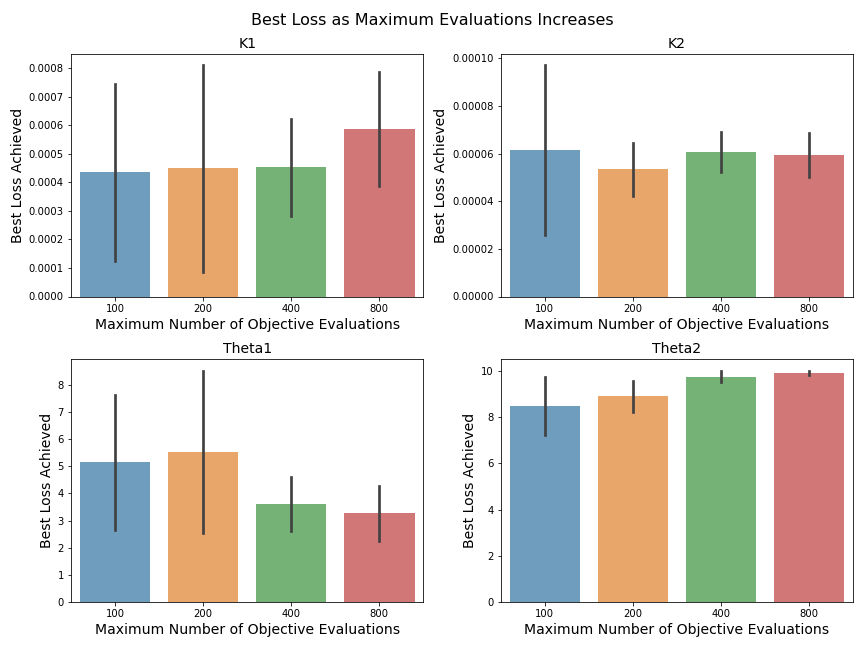 Best Loss as Maximum Evaluations Increases
K1
Best Loss Achieved
0.0008
0.0007
0.0006
0.0005
0.0004
0.0003
0.0002
0.0001
0.0000
100 200 400 800
Maximum Number of Objective Evaluations
K2
Best Loss Achieved
0.00010
0.00008
0.00006
0.00004
0.00002
0.00000
100 200 400 800
Maximum Number of Objective Evaluations
Theta1
Best Loss Achieved
8
7
6
5
4
3
2
1
0
100 200 400 800
Maximum Number of Objective Evaluations
Theta2
Best Loss Achieved
10
8
6
4
2
0
100 200 400 800
Maximum Number of Objective Evaluations